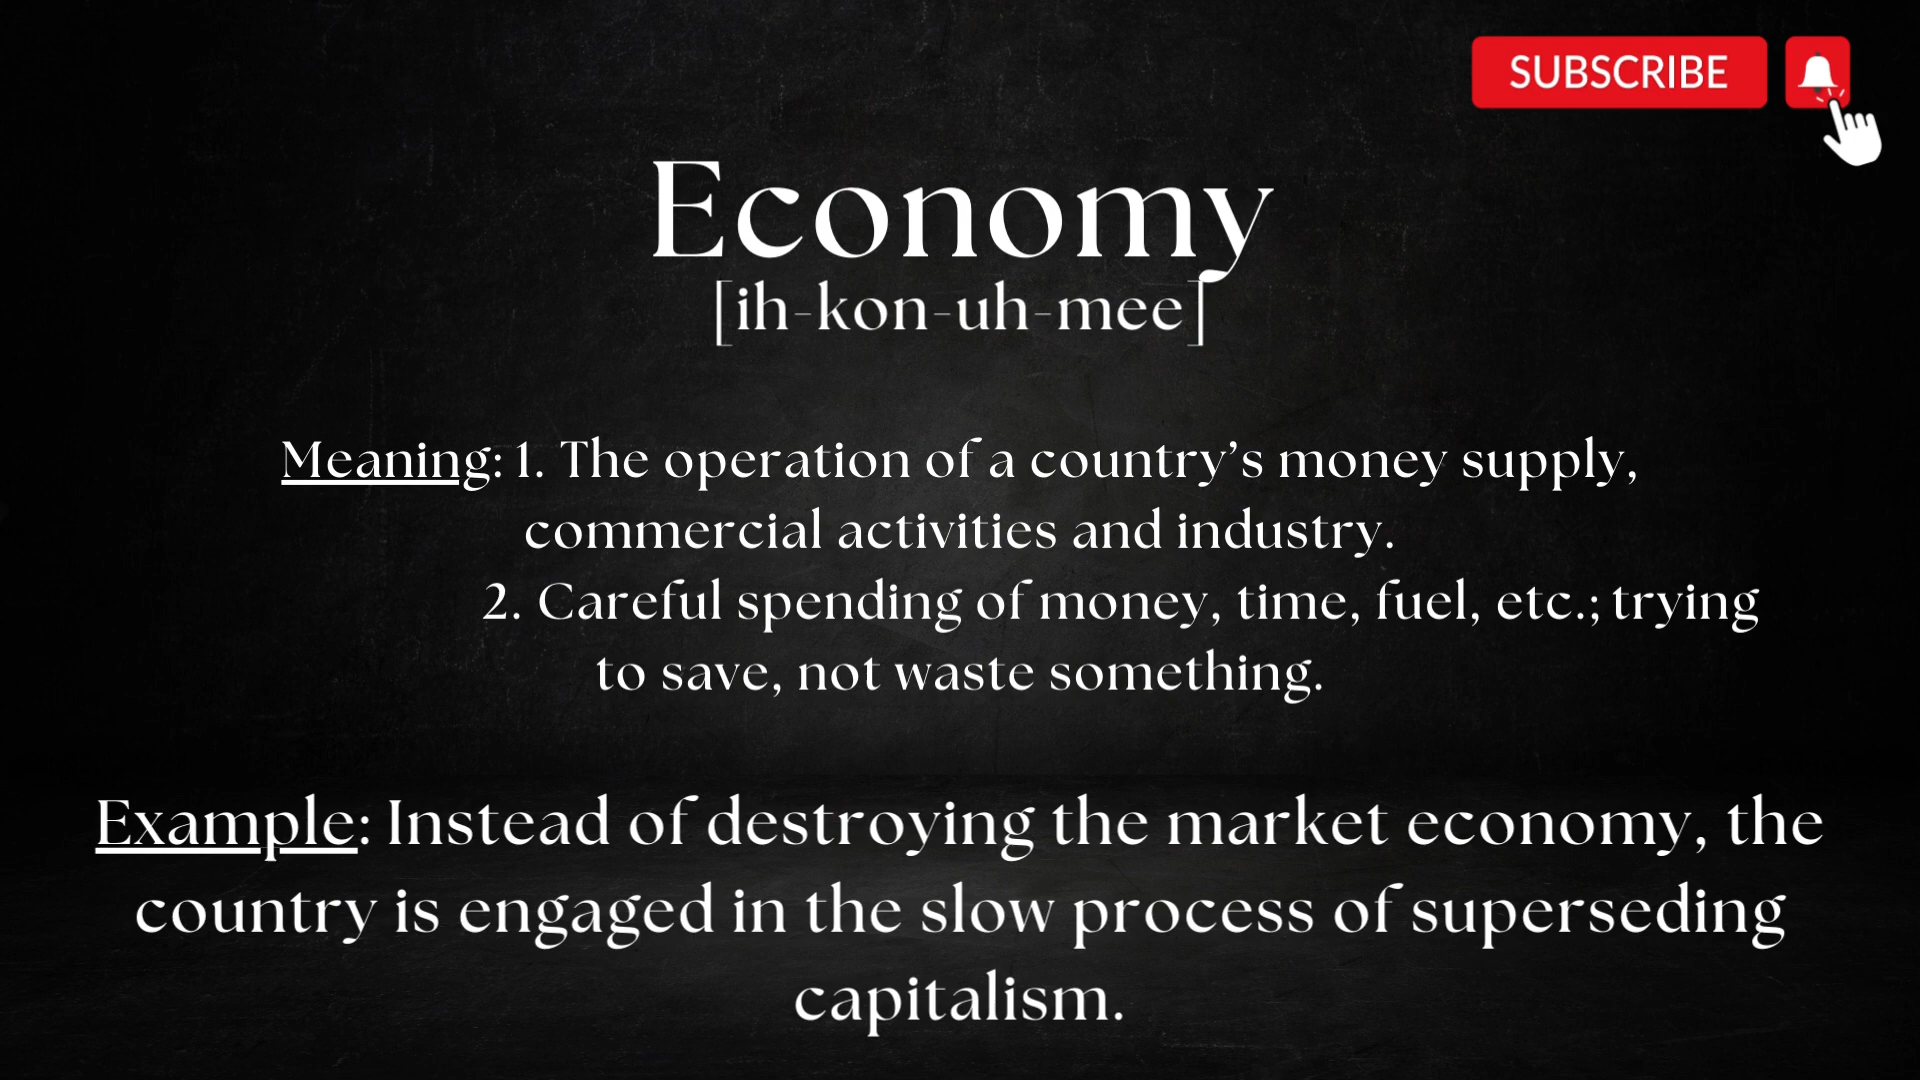 SUBSCRIBE
Economy
[ih-kon-uh-mee]
Meaning: 1. The operation of a country’s money supply,
commercial activities and industry.
2. Careful spending of money, time, fuel, etc.; trying
to save, not waste something.
Example: Instead of destroying the market economy, the
country is engaged in the slow process of superseding
capitalism.